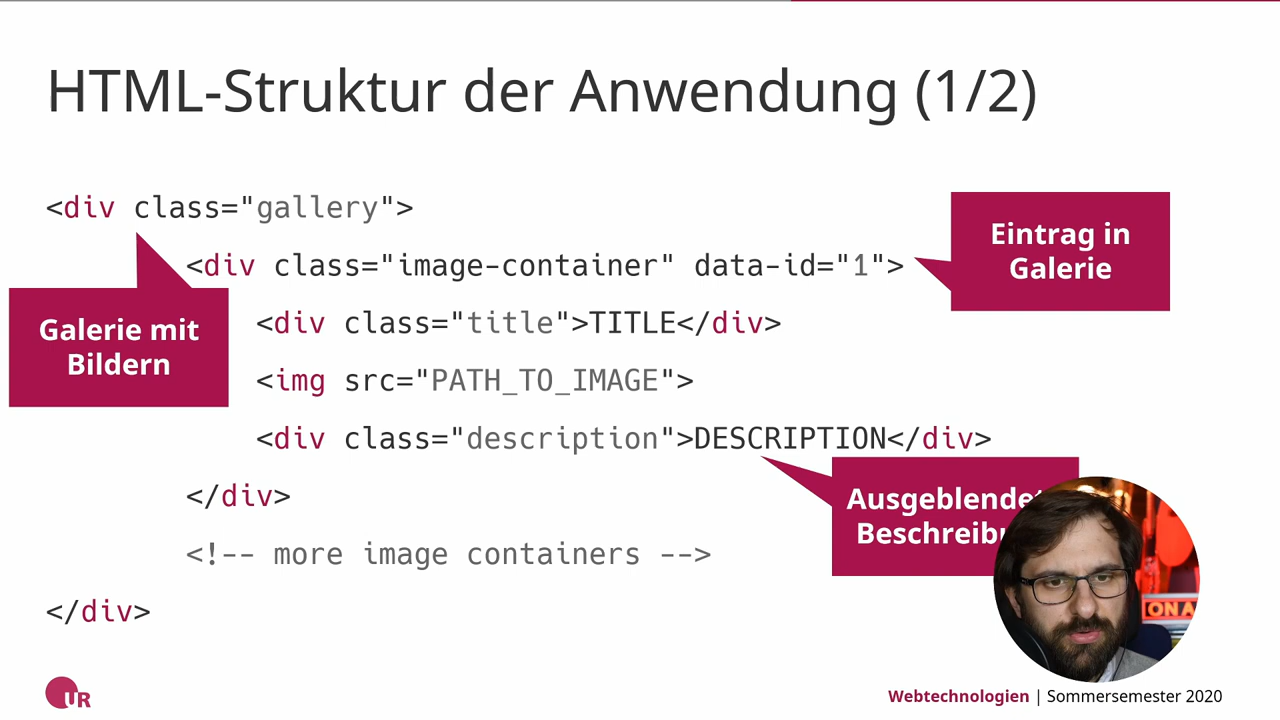 HTML-Struktur der Anwendung (1/2)
<div class="gallery">
<div class="image-container" data-id="1">
Eintrag in
Galerie
Galerie mit
Bildern
<div class="title">TITLE</div>
<img src="PATH_TO_IMAGE">
<div class="description">DESCRIPTION</div>
</div>
<!-- more image containers -->
</div>
UR
Webtechnologien | Sommersemester 2020